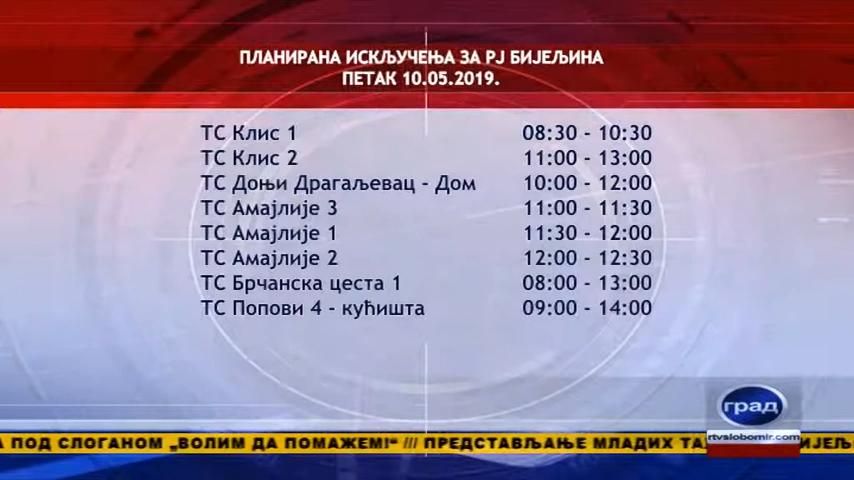 ПЛАНИРАНА ИСКЉУЧЕЊА ЗА РЈ БИЈЕЉИНА
ПЕТАК 10.05.2019.
ТС Клис 1 08:30 - 10:30
ТС Клис 2 11:00 - 13:00
ТС Доњи Драгаљевац - Дом 10:00 - 12:00
ТС Амајлије 3 11:00 - 11:30
ТС Амајлије 1 11:30 - 12:00
ТС Амајлије 2 12:00 - 12:30
ТС Брчанска цеста 1 08:00 - 13:00
ТС Попови 4 - кућишта 09:00 - 14:00
град
rtvslobomir.com
А ПОД СЛОГАНОМ „ВОЛИМ ДА ПОМАЖЕМ!“ /// ПРЕДСТАВЉАЊЕ МЛАДИХ ТА